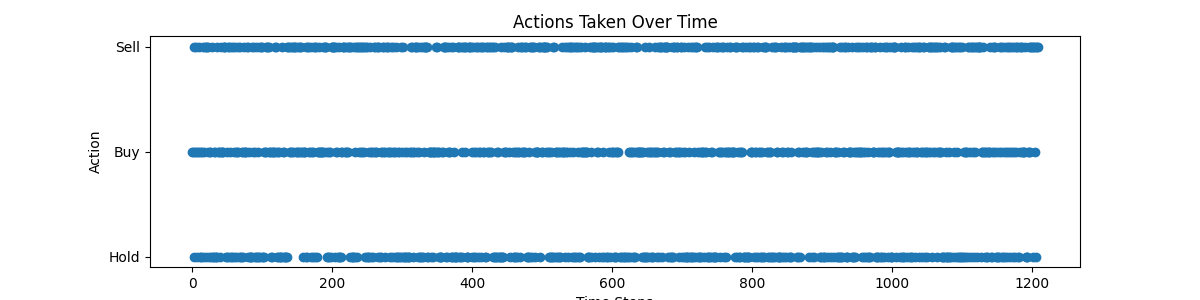 Actions Taken Over Time
Sell
Buy
Hold
Action
0 200 400 600 800 1000 1200
Time Steps